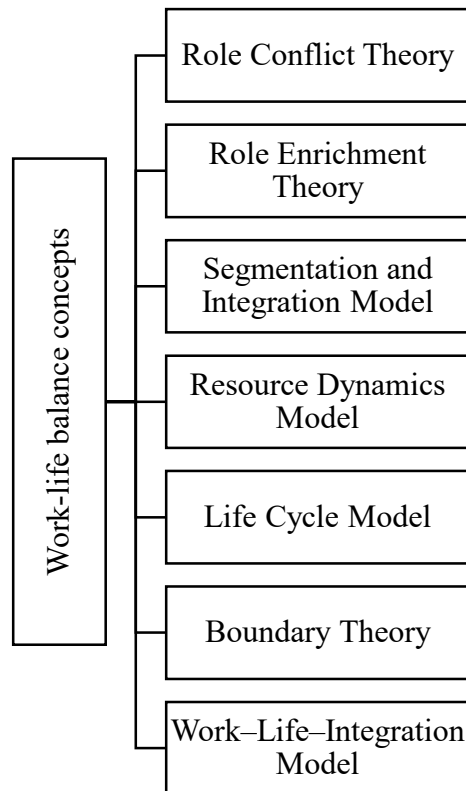 Work-life balance concepts
Role Conflict Theory
Role Enrichment
Theory
Segmentation and
Integration Model
Resource Dynamics
Model
Life Cycle Model
Boundary Theory
Work–Life–Integration
Model